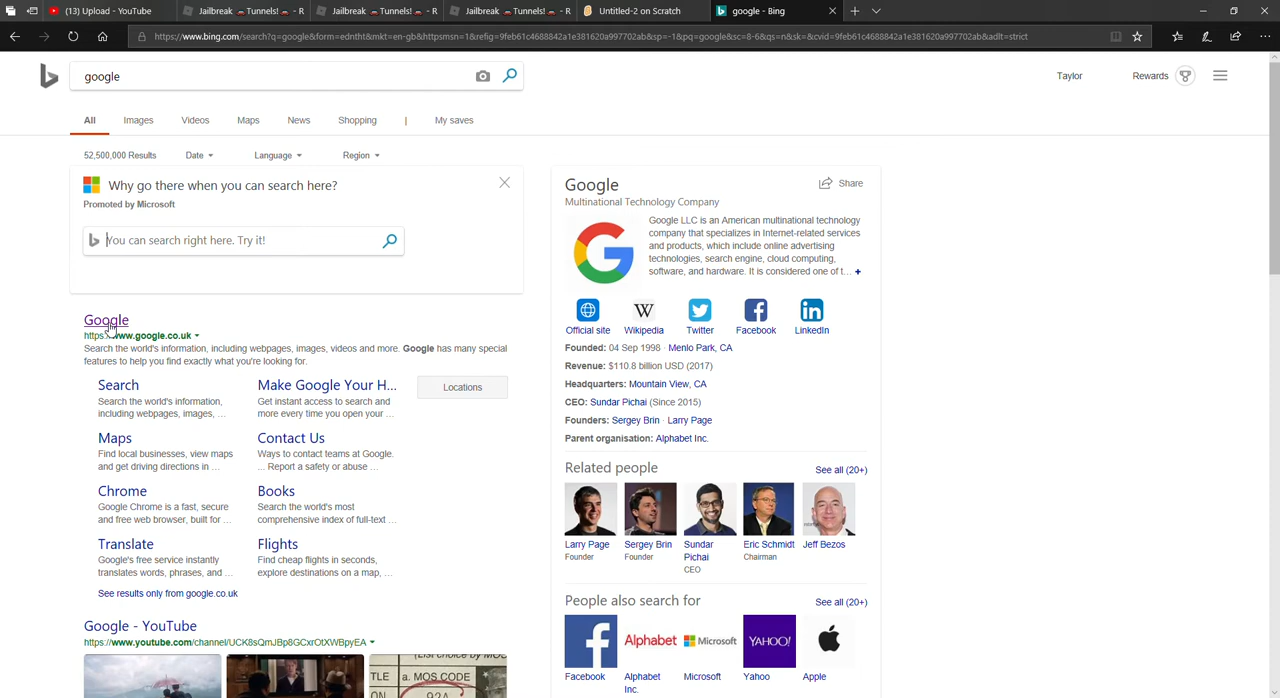 (13) Upload - YouTube
Jailbreak 🚗Tunnels! 🚗 - R
Jailbreak 🚗Tunnels! 🚗 - R
Jailbreak 🚗Tunnels! 🚗 - R
Untitled-2 on Scratch
google - Bing
https://www.bing.com/search?q=google&form=edntht&mkt=en-gb&httpsmsn=1&refig=9feb61c4688842a1e381620a997702ab&sp=-1&pq=google&sc=8-6&qs=n&sk=&cvid=9feb61c4688842a1e381620a997702ab&adlt=strict
google
Taylor
Rewards
All
Images
Videos
Maps
News
Shopping
|
My saves
52,500,000 Results
Date
Language
Region
Why go there when you can search here?
Promoted by Microsoft
You can search right here. Try it!
Google
www.google.co.uk
Search the world's information, including webpages, images, videos and more. Google has many special
features to help you find exactly what you're looking for.
Search
Search the world's information,
including webpages, images, ...
Make Google Your H...
Get instant access to search and
more every time you open your ...
Locations
Maps
Find local businesses, view maps
and get driving directions in ...
Contact Us
Ways to contact teams at Google.
... Report a safety or abuse ...
Chrome
Google Chrome is a fast, secure
and free web browser, built for ...
Books
Search the world's most
comprehensive index of full-text ...
Translate
Google's free service instantly
translates words, phrases, and ...
Flights
Find cheap flights in seconds,
explore destinations on a map, ...
See results only from google.co.uk
Google - YouTube
https://www.youtube.com/channel/UCK8sQmJBp8GCxrOtXWBpyEA
TLE
a. MOS CODE
ON
92A
Google
Share
Multinational Technology Company
Google LLC is an American multinational technology
company that specializes in Internet-related services
and products, which include online advertising
technologies, search engine, cloud computing,
software, and hardware. It is considered one of t... +
Official site
Wikipedia
Twitter
Facebook
LinkedIn
Founded: 04 Sep 1998 · Menlo Park, CA
Revenue: $110.8 billion USD (2017)
Headquarters: Mountain View, CA
CEO: Sundar Pichai (Since 2015)
Founders: Sergey Brin · Larry Page
Parent organisation: Alphabet Inc.
Related people
See all (20+)
Larry Page
Founder
Sergey Brin
Founder
Sundar
Pichai
CEO
Eric Schmidt
Chairman
Jeff Bezos
People also search for
See all (20+)
Alphabet
Microsoft
YAHOO!
Facebook
Alphabet
Inc.
Microsoft
Yahoo
Apple